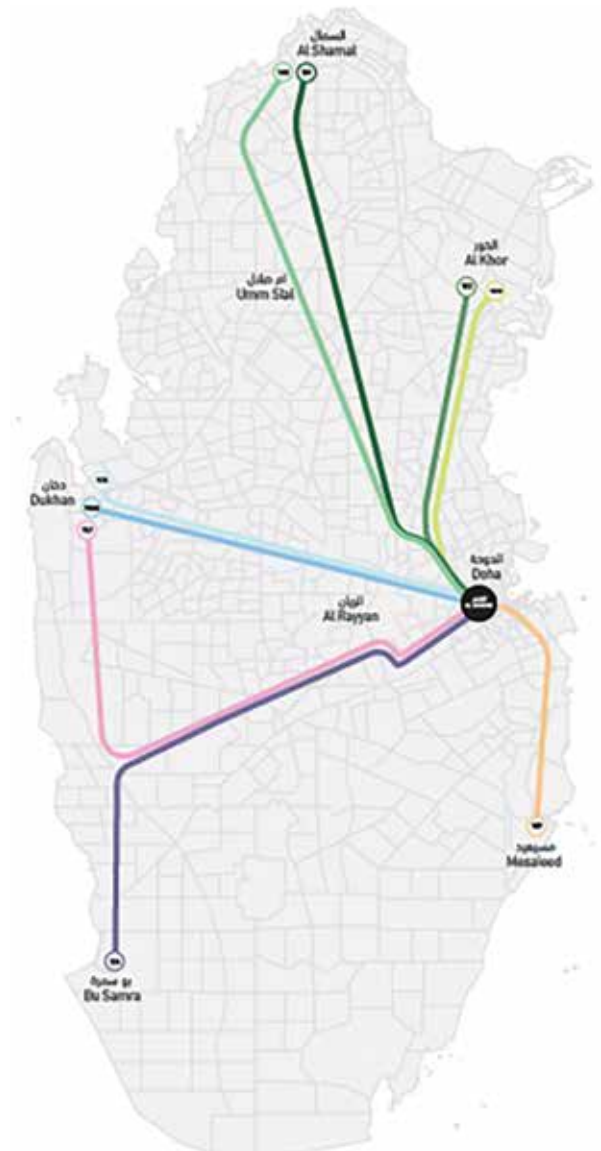 الشمال
Al Shamal
الخور
Al Khor
ام صلال
Umm Slal
دخان
Dukhan
الدوحة
Doha
الريان
Al Rayyan
مسيعيد
Mesaieed
بو سمرة
Bu Samra